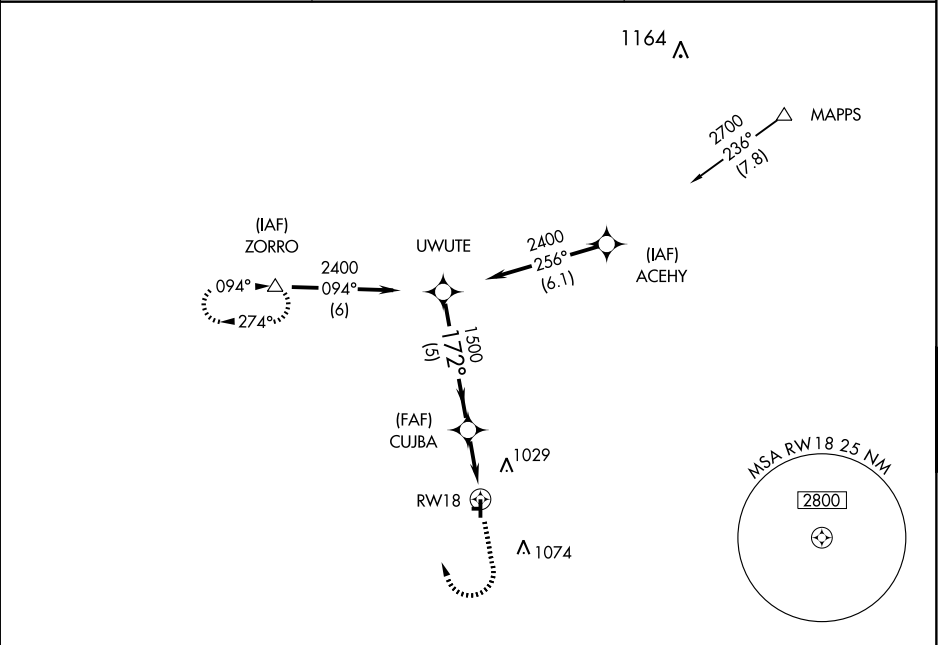 1164
MAPPS
2700
236°
(7.8)
(IAF)
ZORRO
UWUTE
2400
256°
(6.1)
(IAF)
ACEHY
094°
274°
2400
094°
(6)
1500
172°
(5)
(FAF)
CUJBA
1029
RW18
1074
MSA RW18 25 NM
2800